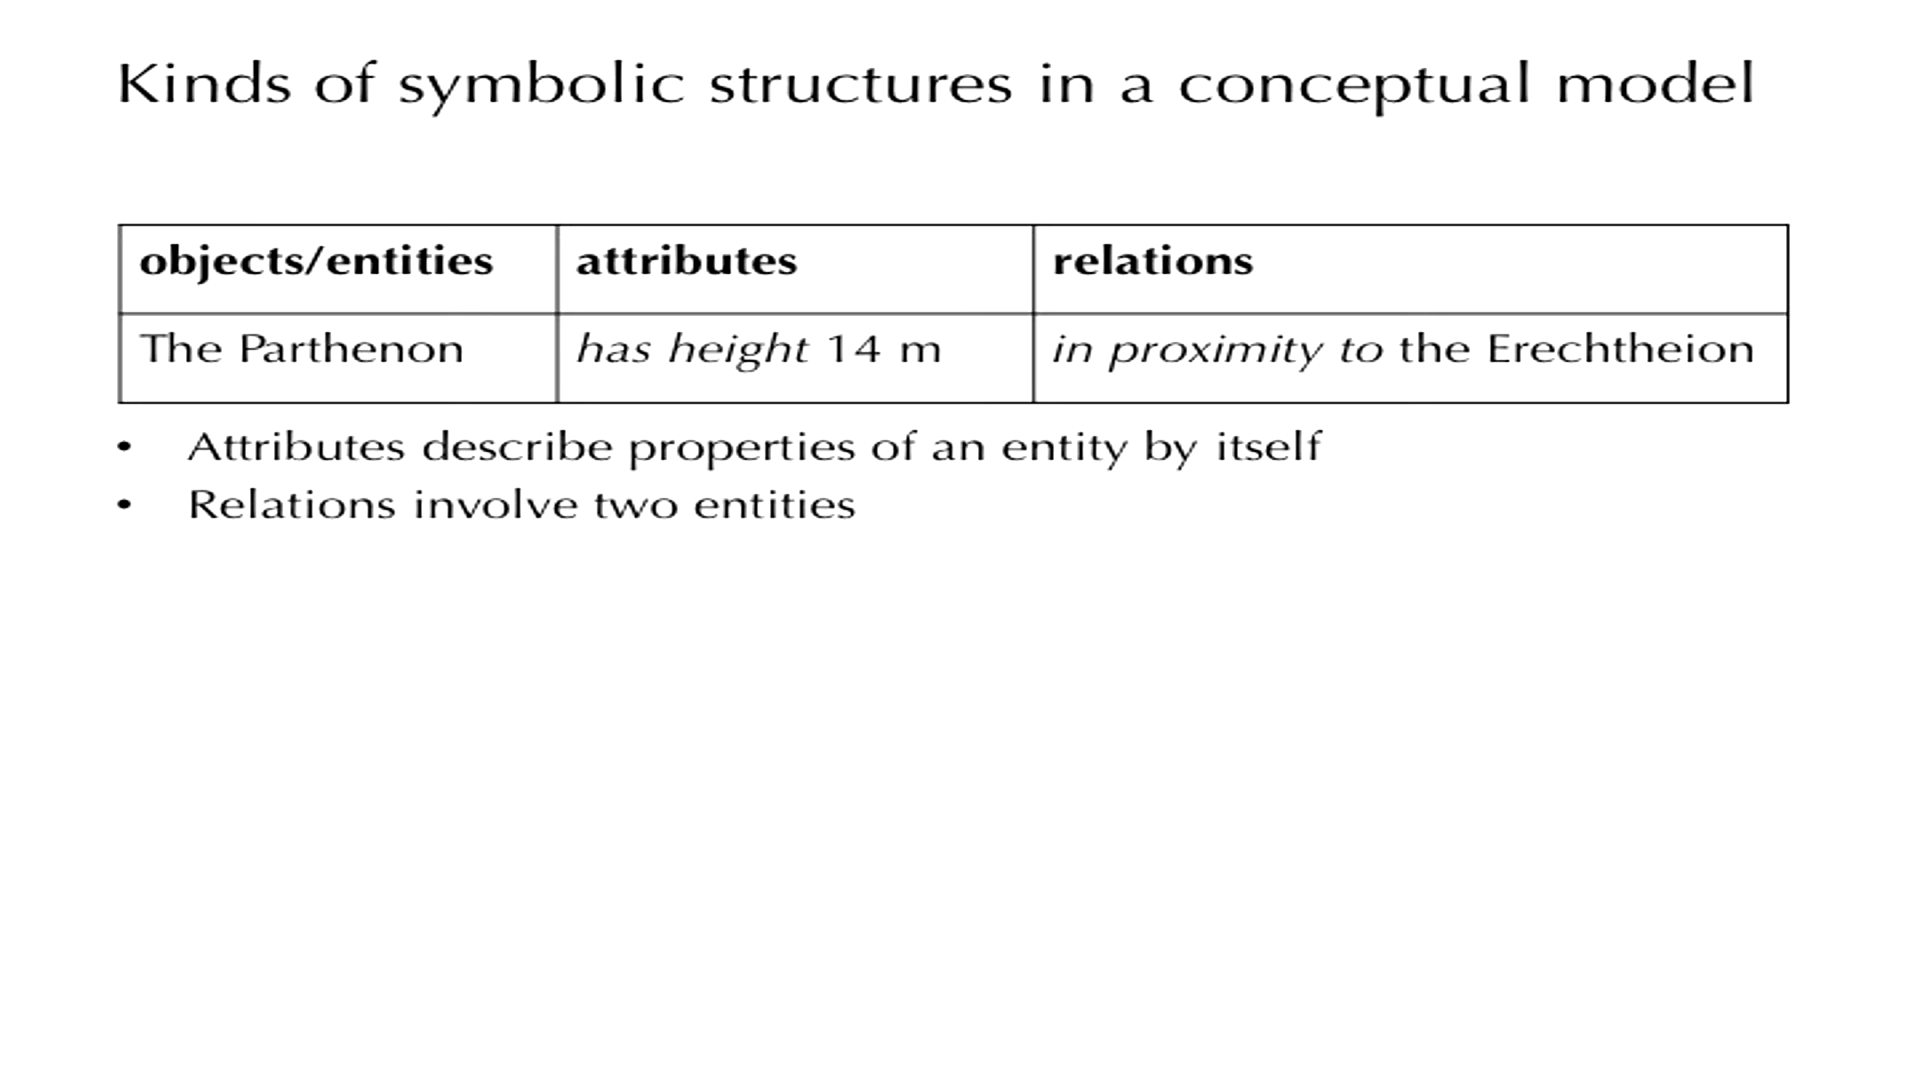 Kinds of symbolic structures in a conceptual model
objects/entities attributes relations
The Parthenon has height 14 m in proximity to the Erechtheion
• Attributes describe properties of an entity by itself
• Relations involve two entities